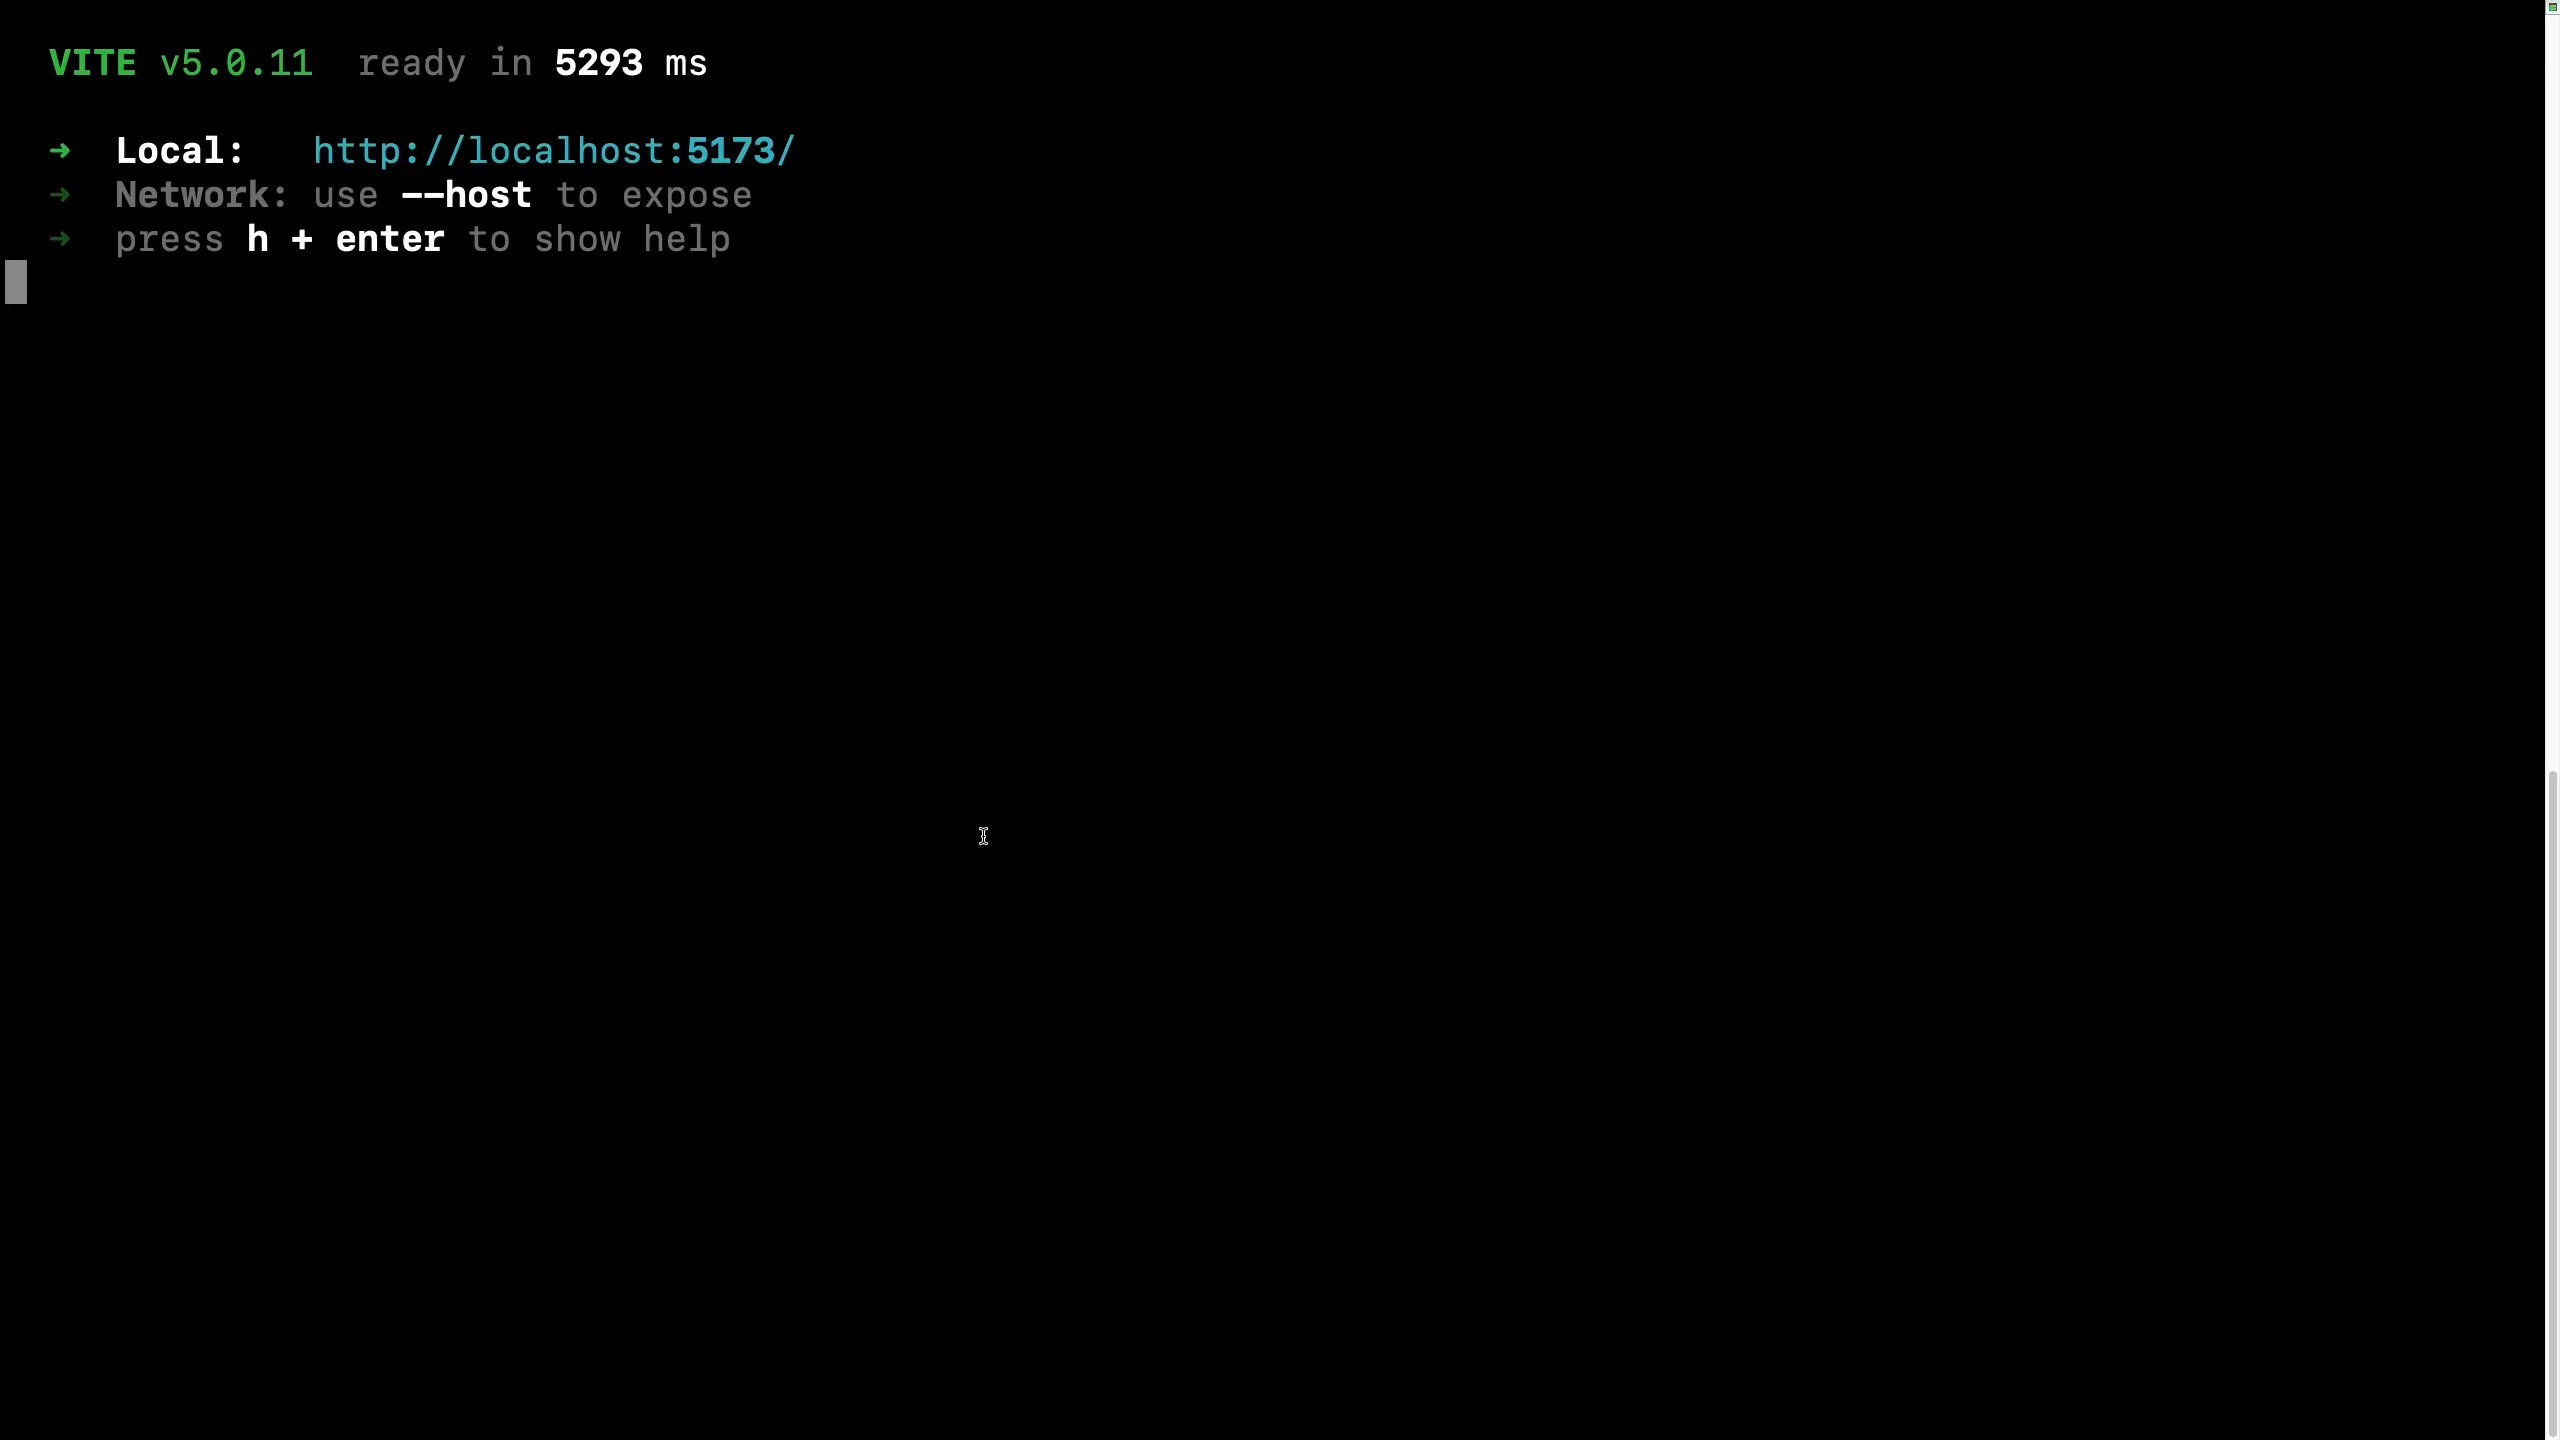 VITE v5.0.11  ready in 5293 ms
➜  Local:   http://localhost:5173/
➜  Network: use --host to expose
➜  press h + enter to show help